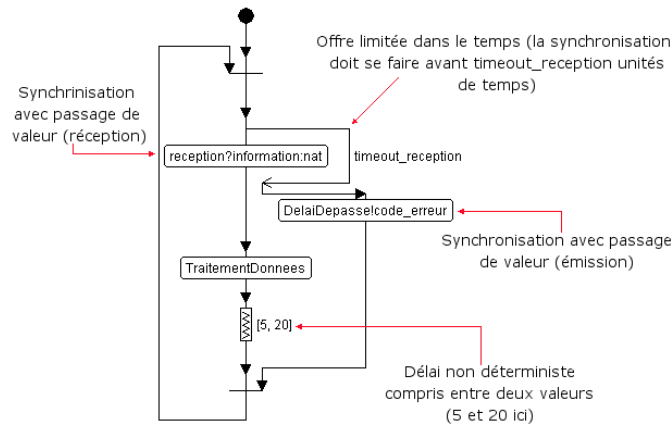 Offre limitée dans le temps (la synchronisation
doit se faire avant timeout_reception unités
de temps)
Synchrinisation
avec passage de
valeur (réception)
reception?information:nat
timeout_reception
DelaiDepasse!code_erreur
Synchronisation avec passage
de valeur (émission)
TraitementDonnees
[5, 20]
Délai non déterministe
compris entre deux valeurs
(5 et 20 ici)